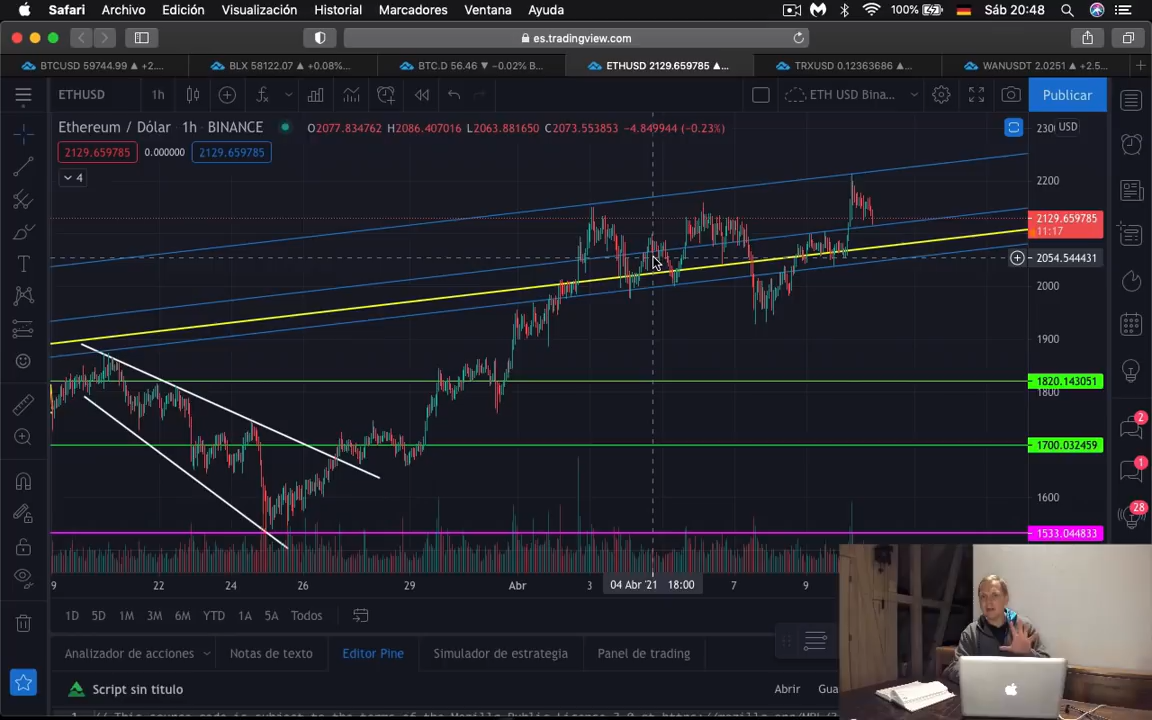 Safari Archivo Edición Visualización Historial Marcadores Ventana Ayuda 100% Sáb 20:48
es.tradingview.com
BTCUSD 59744.99 ▲ +2.... BLX 58122.07 ▲ +0.08%... BTC.D 56.46 ▼ −0.02% B... ETHUSD 2129.659785 ▲... TRXUSD 0.12363686 ▲... WANUSDT 2.0251 ▲ +2.5...
ETHUSD 1h ETH USD Bina... Publicar
Ethereum / Dólar 1h BINANCE O2077.834762 H2086.407016 L2063.881650 C2073.553853 −4.849944 (−0.23%)
USD
2129.659785 0.000000 2129.659785
4
2200
2129.659785
11:17
2054.544431
2000
1900
1820.143051
1800
1700.032459
1600
1533.044833
2
1
28
9 22 24 26 29 Abr 3 04 Abr '21 18:00 7 9
1D 5D 1M 3M 6M YTD 1A 5A Todos
Analizador de acciones Notas de texto Editor Pine Simulador de estrategia Panel de trading
Script sin título Abrir Gua